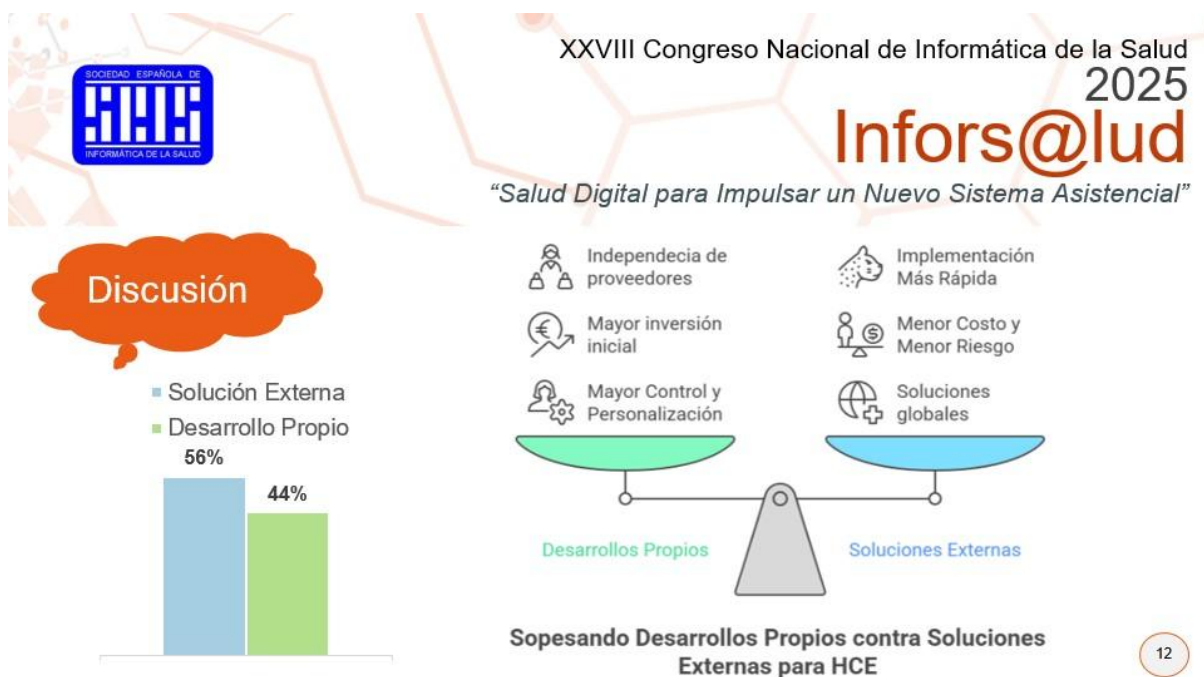 SOCIEDAD ESPAÑOLA DE
SEIS
INFORMÁTICA DE LA SALUD
XXVIII Congreso Nacional de Informática de la Salud
2025
Infors@lud
“Salud Digital para Impulsar un Nuevo Sistema Asistencial”
Discusión
Solución Externa
Desarrollo Propio
56%
44%
Independecia de
proveedores
Mayor inversión
inicial
Mayor Control y
Personalización
Implementación
Más Rápida
Menor Costo y
Menor Riesgo
Soluciones
globales
Desarrollos Propios
Soluciones Externas
Sopesando Desarrollos Propios contra Soluciones
Externas para HCE
12